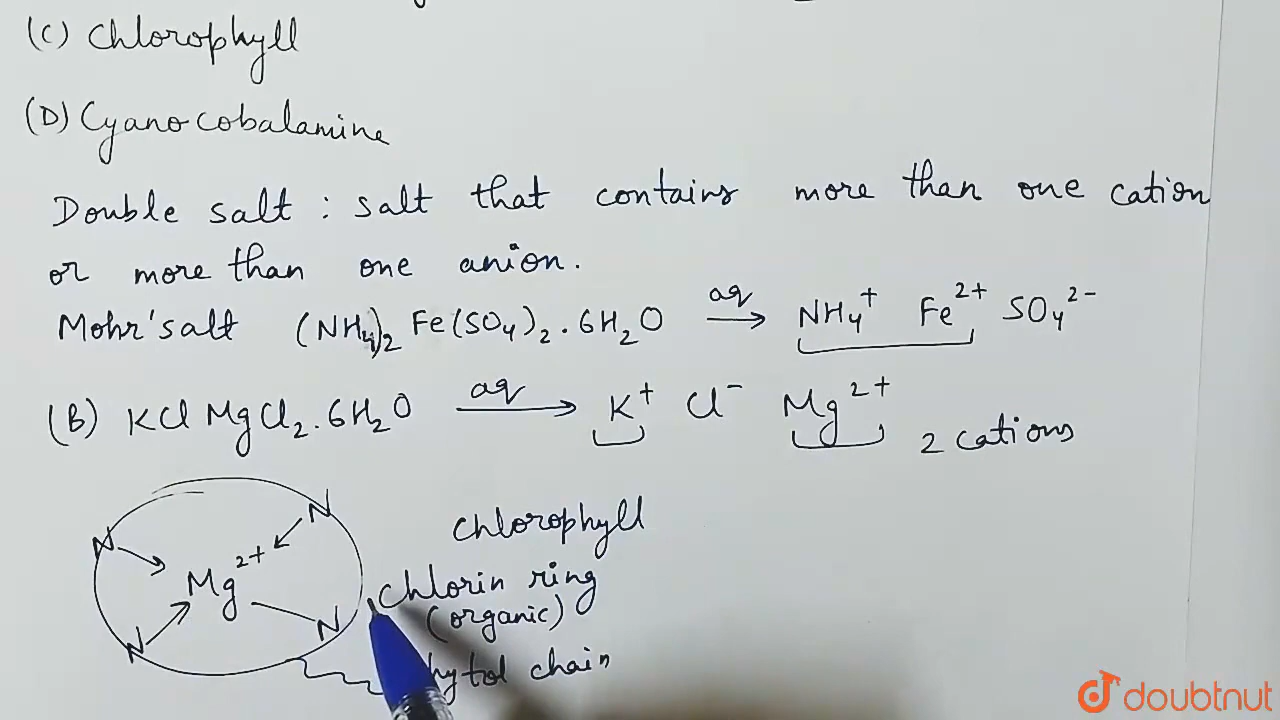 (C) Chlorophyll
(D) Cyanocobalamine
Double salt : salt that contains more than one cation
or more than one anion.
Mohr's salt (NH₄)₂ Fe(SO₄)₂ . 6H₂O —aq→ NH₄⁺ Fe²⁺ SO₄²⁻
(B) KCl MgCl₂ . 6H₂O —aq→ K⁺ Cl⁻ Mg²⁺ 2 cations
N N
Mg²⁺
N N
Chlorophyll
Chlorin ring
(organic)
hytol chain
doubtnut